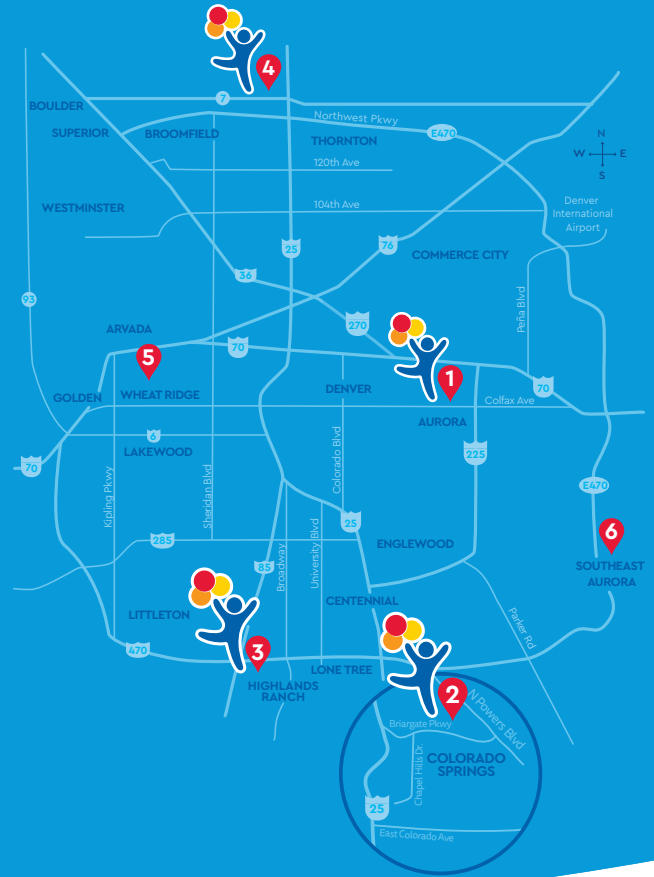 4
7
BOULDER
Northwest Pkwy
E470
SUPERIOR
BROOMFIELD
THORNTON
N
W
E
S
120th Ave
104th Ave
WESTMINSTER
Denver
International
Airport
25
76
COMMERCE CITY
36
93
270
Peña Blvd
ARVADA
70
5
1
70
GOLDEN
WHEAT RIDGE
DENVER
Colfax Ave
AURORA
6
LAKEWOOD
225
70
Kipling Pkwy
Sheridan Blvd
Colorado Blvd
E470
25
6
285
Broadway
University Blvd
ENGLEWOOD
85
SOUTHEAST
AURORA
LITTLETON
CENTENNIAL
Parker Rd
470
3
LONE TREE
HIGHLANDS
RANCH
2
N Powers Blvd
Briargate Pkwy
Chapel Hills Dr.
COLORADO
SPRINGS
25
East Colorado Ave